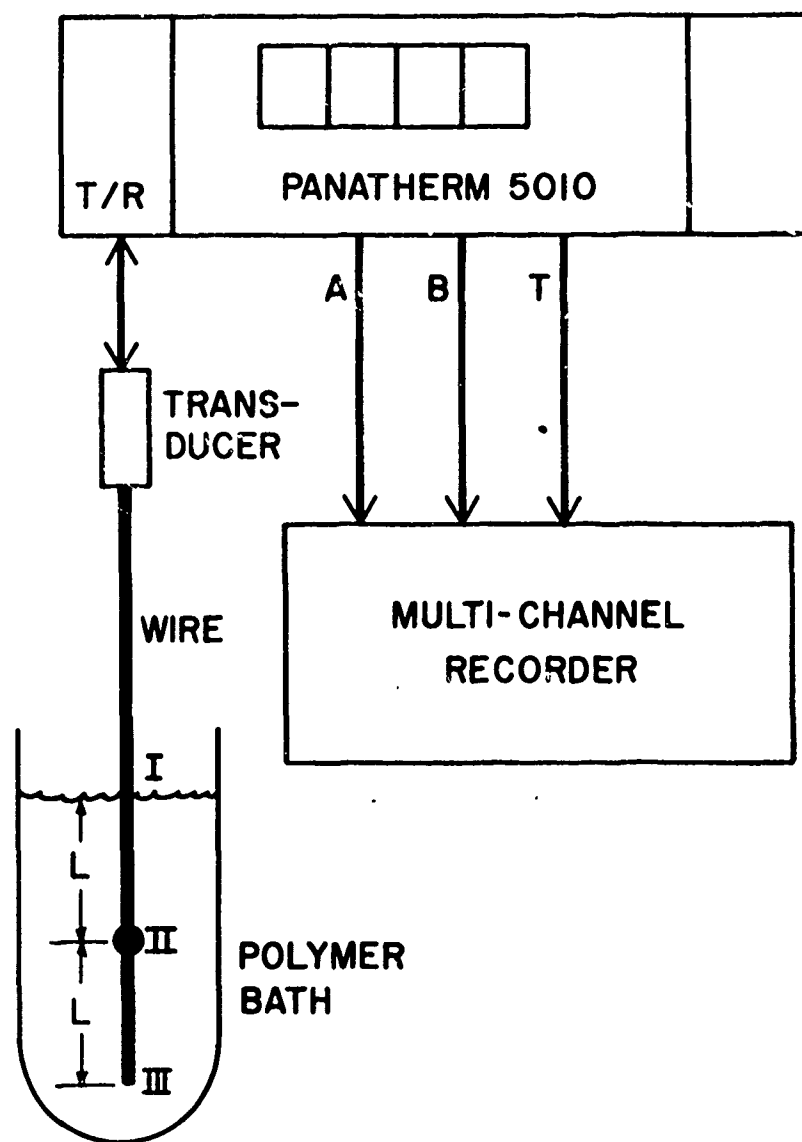 T/R
PANATHERM 5010
A
B
T
TRANS-
DUCER
WIRE
MULTI-CHANNEL
RECORDER
I
L
II
POLYMER
BATH
L
III